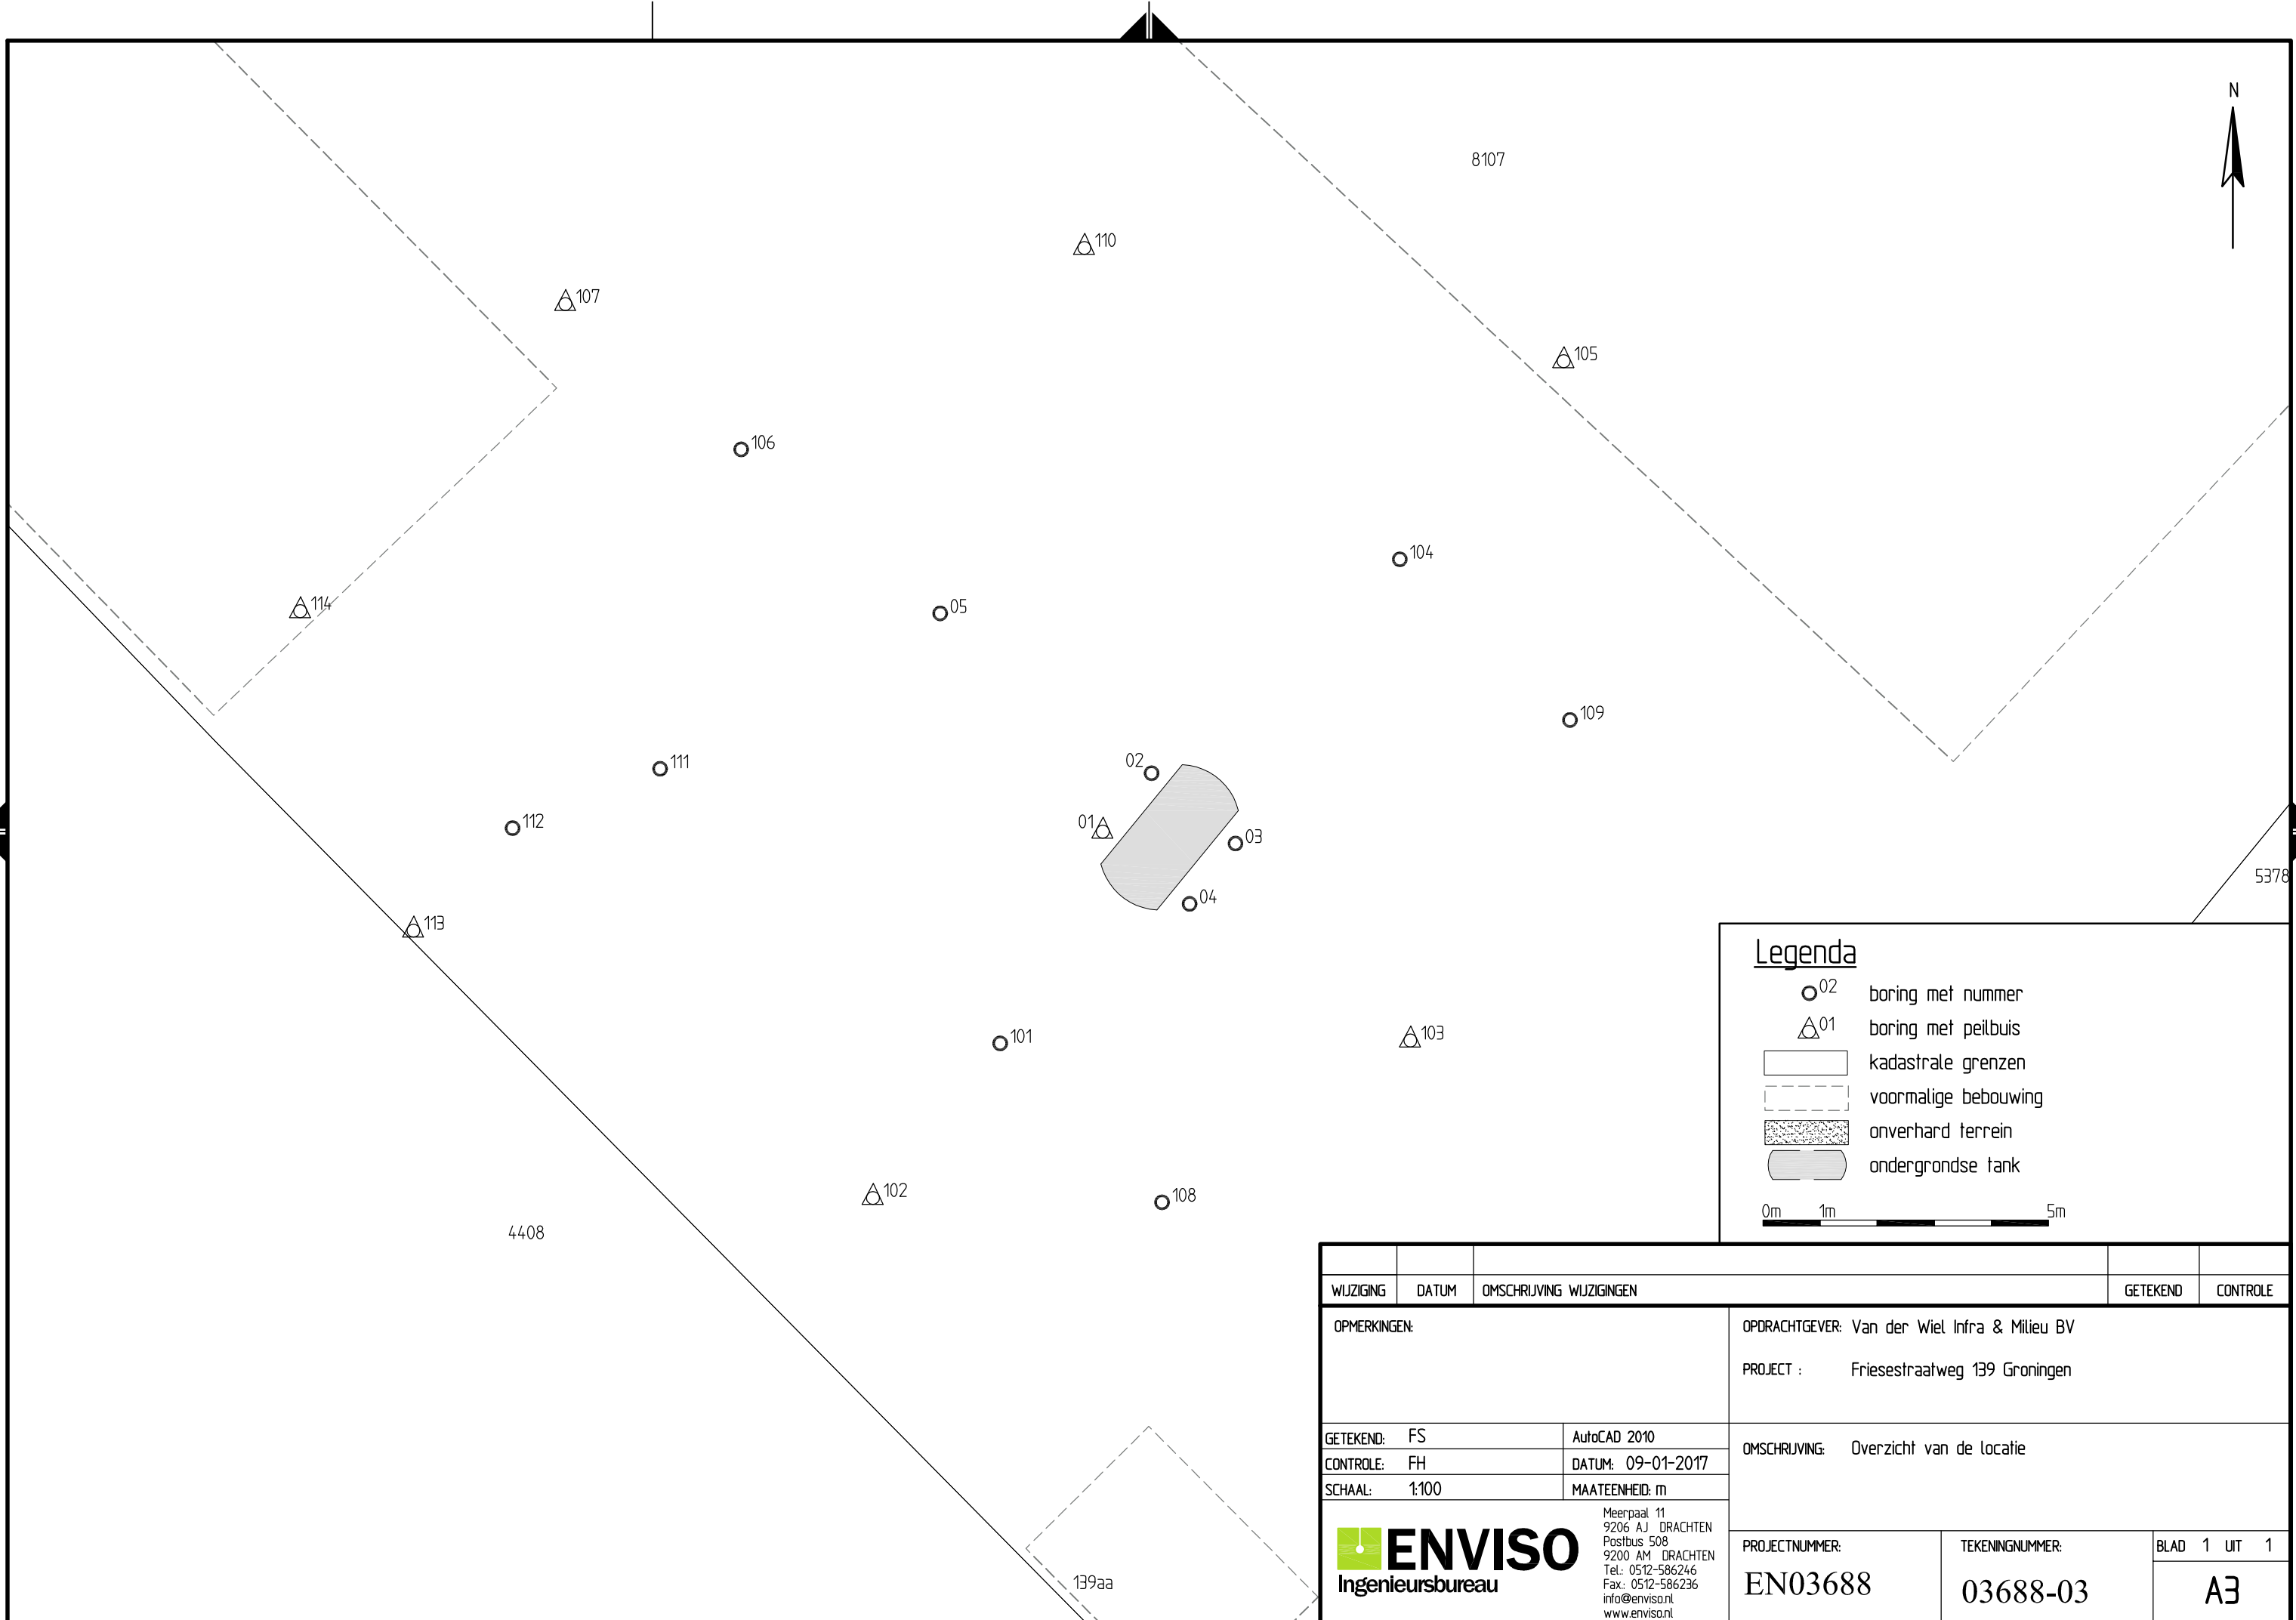 N
8107
110
107
105
106
104
114
05
109
111
02
112
01
03
5378
04
113
Legenda
02 boring met nummer
01 boring met peilbuis
kadastrale grenzen
voormalige bebouwing
onverhard terrein
ondergrondse tank
0m 1m 5m
101
103
102
108
4408
139aa
WIJZIGING DATUM OMSCHRIJVING WIJZIGINGEN GETEKEND CONTROLE
OPMERKINGEN:
OPDRACHTGEVER: Van der Wiel Infra & Milieu BV
PROJECT : Friesestraatweg 139 Groningen
GETEKEND: FS AutoCAD 2010
CONTROLE: FH DATUM: 09-01-2017
SCHAAL: 1:100 MAATEENHEID: m
OMSCHRIJVING: Overzicht van de locatie
ENVISO
Ingenieursbureau
Meerpaal 11
9206 AJ DRACHTEN
Postbus 508
9200 AM DRACHTEN
Tel.: 0512-586246
Fax.: 0512-586236
info@enviso.nl
www.enviso.nl
PROJECTNUMMER:
EN03688
TEKENINGNUMMER:
03688-03
BLAD 1 UIT 1
A3